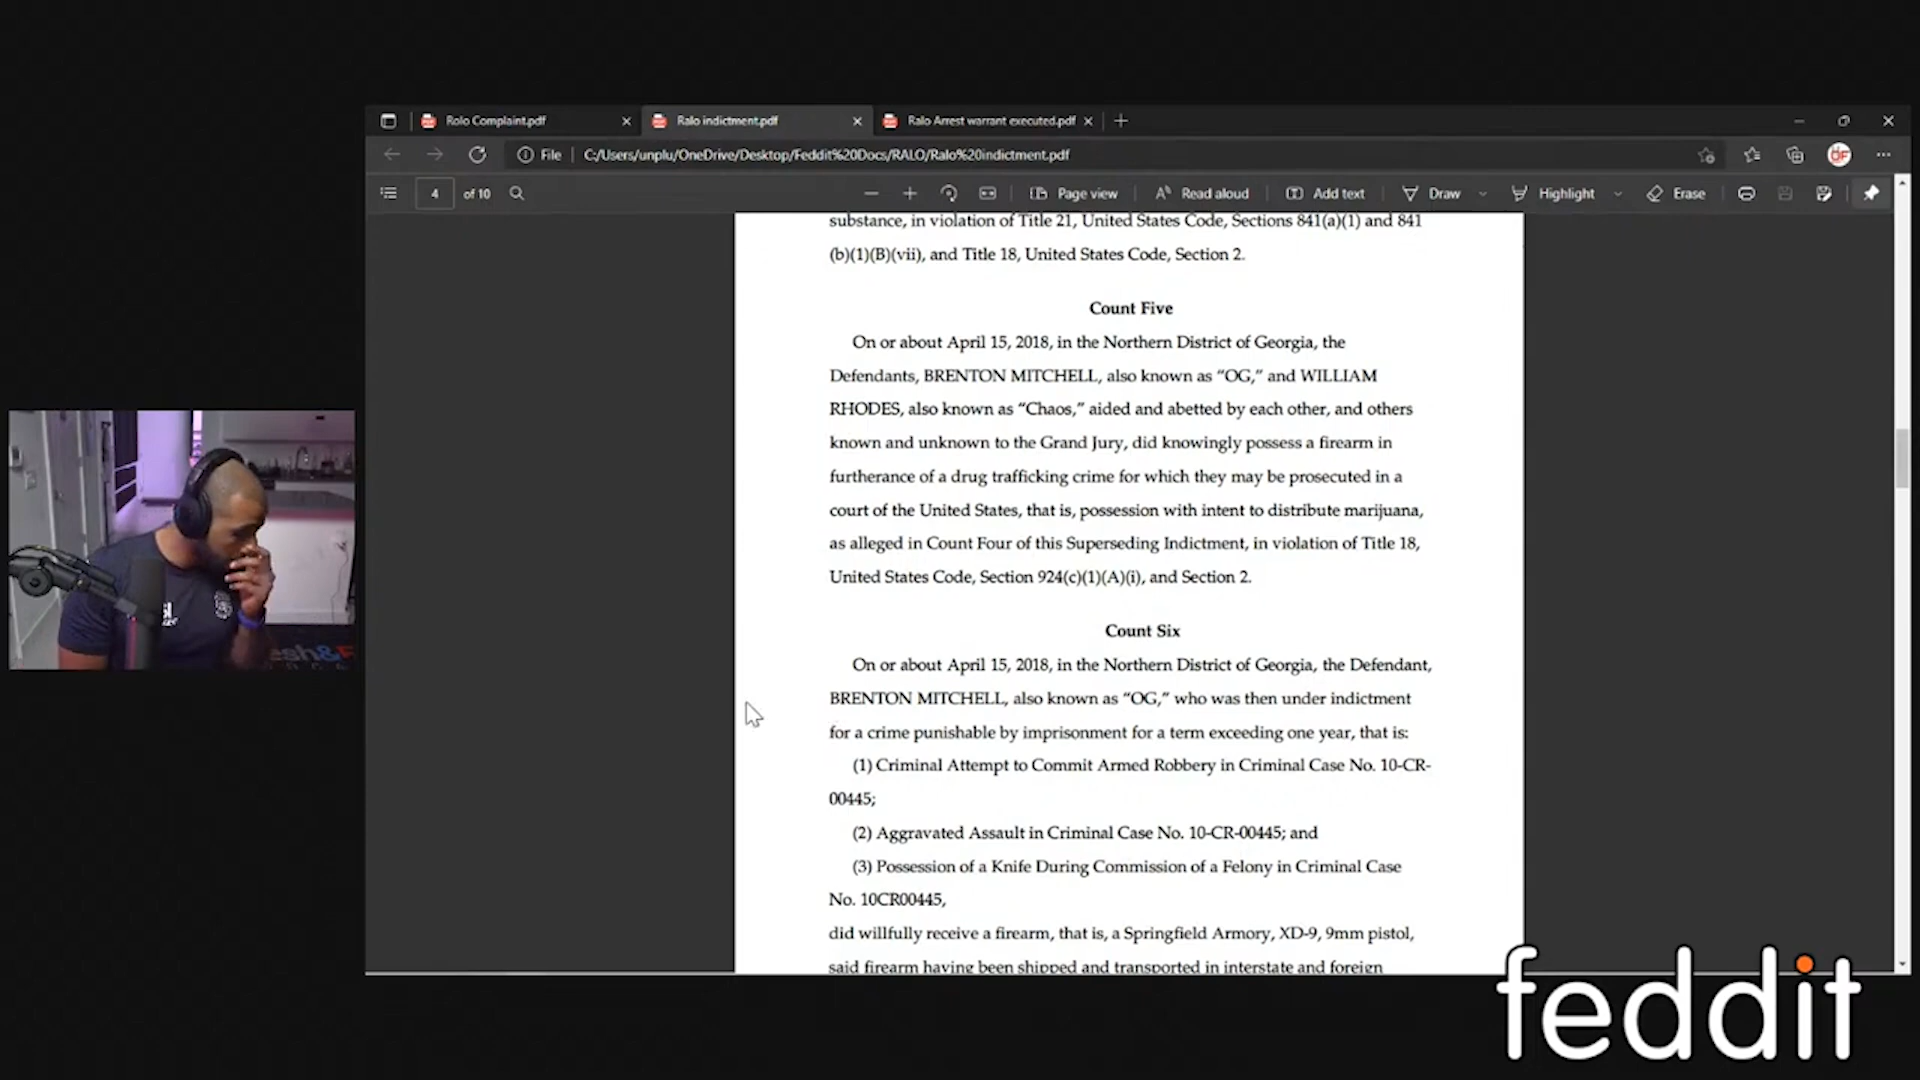 Rolo Complaint.pdf
Ralo indictment.pdf
Ralo Arrest warrant executed.pdf
File
C:/Users/unplu/OneDrive/Desktop/Feddit%20Docs/RALO/Ralo%20indictment.pdf
4 of 10
Page view
Read aloud
Add text
Draw
Highlight
Erase
substance, in violation of Title 21, United States Code, Sections 841(a)(1) and 841
(b)(1)(B)(vii), and Title 18, United States Code, Section 2.
Count Five
On or about April 15, 2018, in the Northern District of Georgia, the
Defendants, BRENTON MITCHELL, also known as “OG,” and WILLIAM
RHODES, also known as “Chaos,” aided and abetted by each other, and others
known and unknown to the Grand Jury, did knowingly possess a firearm in
furtherance of a drug trafficking crime for which they may be prosecuted in a
court of the United States, that is, possession with intent to distribute marijuana,
as alleged in Count Four of this Superseding Indictment, in violation of Title 18,
United States Code, Section 924(c)(1)(A)(i), and Section 2.
Count Six
On or about April 15, 2018, in the Northern District of Georgia, the Defendant,
BRENTON MITCHELL, also known as “OG,” who was then under indictment
for a crime punishable by imprisonment for a term exceeding one year, that is:
(1) Criminal Attempt to Commit Armed Robbery in Criminal Case No. 10-CR-
00445;
(2) Aggravated Assault in Criminal Case No. 10-CR-00445; and
(3) Possession of a Knife During Commission of a Felony in Criminal Case
No. 10CR00445,
did willfully receive a firearm, that is, a Springfield Armory, XD-9, 9mm pistol,
said firearm having been shipped and transported in interstate and foreign
feddit